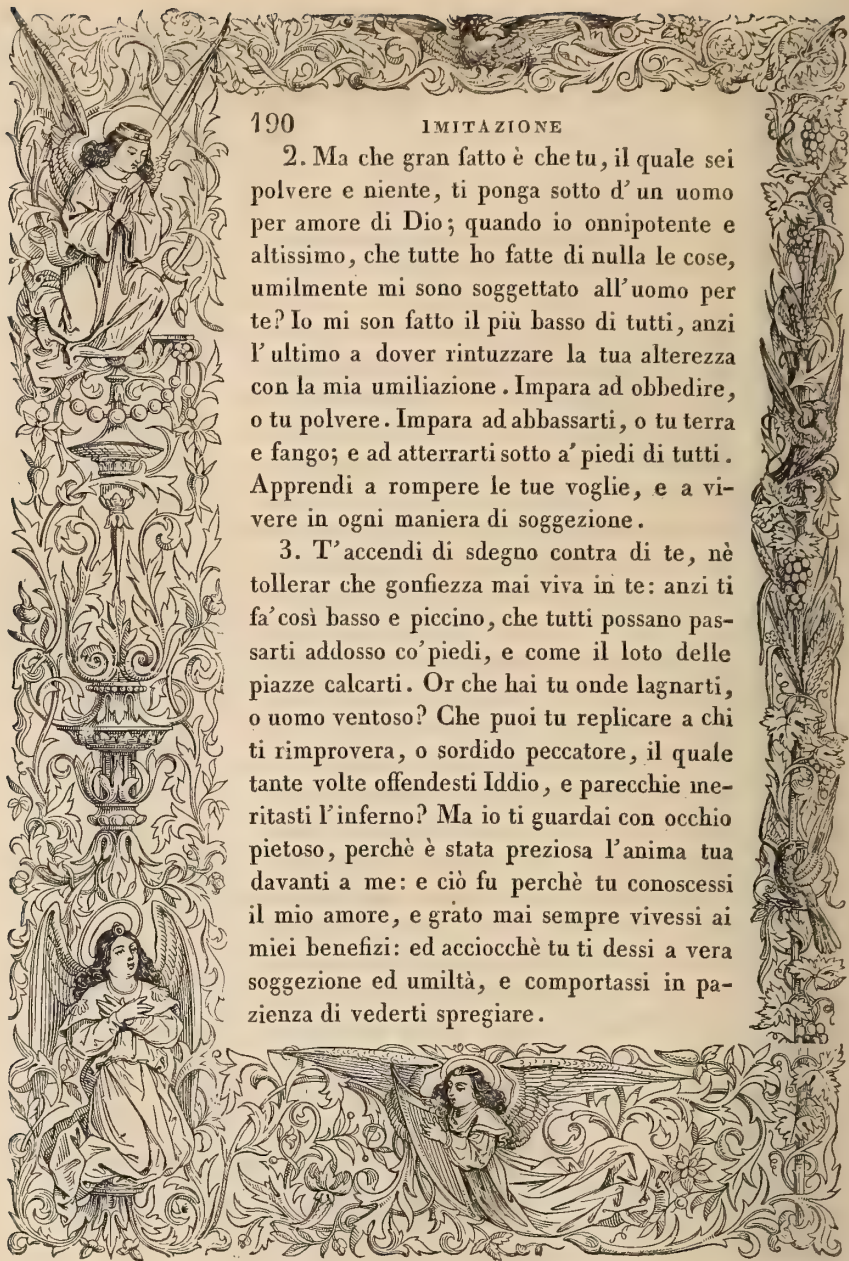 190 IMITAZIONE
2. Ma che gran fatto è che tu, il quale sei
polvere e niente, ti ponga sotto d' un uomo
per amore di Dio; quando io onnipotente e
altissimo, che tutte ho fatte di nulla le cose,
umilmente mi sono soggettato all'uomo per
te? Io mi son fatto il più basso di tutti, anzi
l' ultimo a dover rintuzzare la tua alterezza
con la mia umiliazione. Impara ad obbedire,
o tu polvere. Impara ad abbassarti, o tu terra
e fango; e ad atterrarti sotto a' piedi di tutti.
Apprendi a rompere le tue voglie, e a vi-
vere in ogni maniera di soggezione.
3. T'accendi di sdegno contra di te, nè
tollerar che gonfiezza mai viva in te: anzi ti
fa' così basso e piccino, che tutti possano pas-
sarti addosso co' piedi, e come il loto delle
piazze calcarti. Or che hai tu onde lagnarti,
o uomo ventoso? Che puoi tu replicare a chi
ti rimprovera, o sordido peccatore, il quale
tante volte offendesti Iddio, e parecchie me-
ritasti l'inferno? Ma io ti guardai con occhio
pietoso, perchè è stata preziosa l'anima tua
davanti a me: e ciò fu perchè tu conoscessi
il mio amore, e grato mai sempre vivessi ai
miei benefizi: ed acciocchè tu ti dessi a vera
soggezione ed umiltà, e comportassi in pa-
zienza di vederti spregiare.